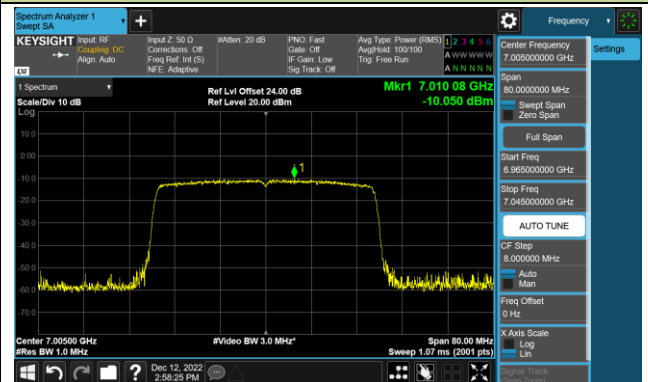 Spectrum Analyzer 1
Swept SA
Frequency
KEYSIGHT
Input: RF
Coupling: DC
Align: Auto
Input Z: 50 Ω
Corrections: Off
Freq Ref: Int (S)
NFE: Adaptive
#Atten: 20 dB
PNO: Fast
Gate: Off
IF Gain: Low
Sig Track: Off
Avg Type: Power (RMS)
Avg|Hold: 100/100
Trig: Free Run
1 2 3 4 5 6
A W W W W W
A N N N N N
LXI
1 Spectrum
Scale/Div 10 dB
Log
Ref Lvl Offset 24.00 dB
Ref Level 20.00 dBm
Mkr1 7.010 08 GHz
-10.050 dBm
10.0
0.00
-10.0
-20.0
-30.0
-40.0
-50.0
-60.0
-70.0
1
Center 7.00500 GHz
#Res BW 1.0 MHz
#Video BW 3.0 MHz*
Span 80.00 MHz
Sweep 1.07 ms (2001 pts)
Dec 12, 2022
2:58:25 PM
Center Frequency
7.005000000 GHz
Settings
Span
80.0000000 MHz
Swept Span
Zero Span
Full Span
Start Freq
6.965000000 GHz
Stop Freq
7.045000000 GHz
AUTO TUNE
CF Step
8.000000 MHz
Auto
Man
Freq Offset
0 Hz
X Axis Scale
Log
Lin
Signal Track